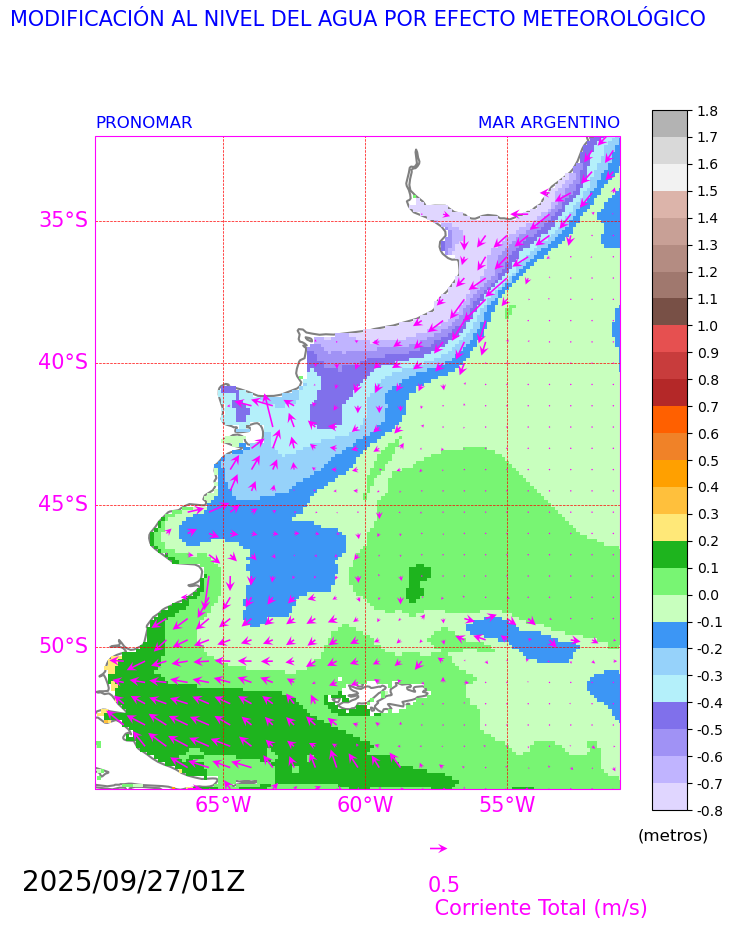 MODIFICACIÓN AL NIVEL DEL AGUA POR EFECTO METEOROLÓGICO
PRONOMAR MAR ARGENTINO
1.8
1.7
1.6
1.5
1.4
1.3
1.2
1.1
1.0
0.9
0.8
0.7
0.6
0.5
0.4
0.3
0.2
0.1
0.0
-0.1
-0.2
-0.3
-0.4
-0.5
-0.6
-0.7
-0.8
(metros)
35°S
40°S
45°S
50°S
65°W 60°W 55°W
2025/09/27/01Z
0.5
Corriente Total (m/s)